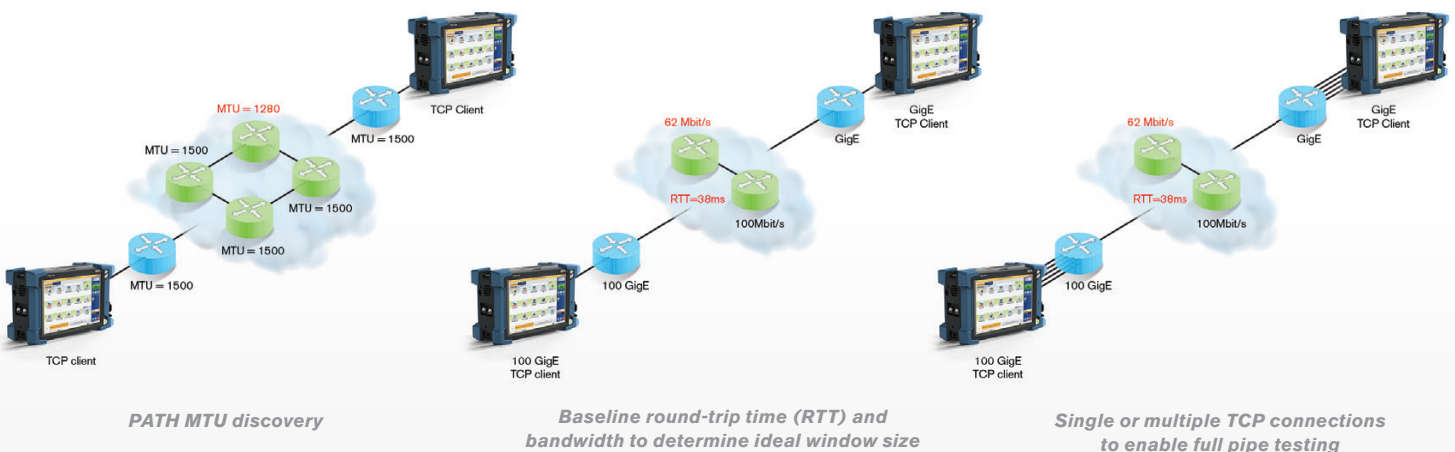 TCP Client
MTU = 1280
MTU = 1500
MTU = 1500
MTU = 1500
MTU = 1500
MTU = 1500
TCP client
PATH MTU discovery
GigE
TCP Client
62 Mbit/s
GigE
RTT=38ms
100Mbit/s
100 GigE
100 GigE
TCP client
Baseline round-trip time (RTT) and
bandwidth to determine ideal window size
GigE
TCP Client
62 Mbit/s
GigE
RTT=38ms
100Mbit/s
100 GigE
100 GigE
TCP client
Single or multiple TCP connections
to enable full pipe testing